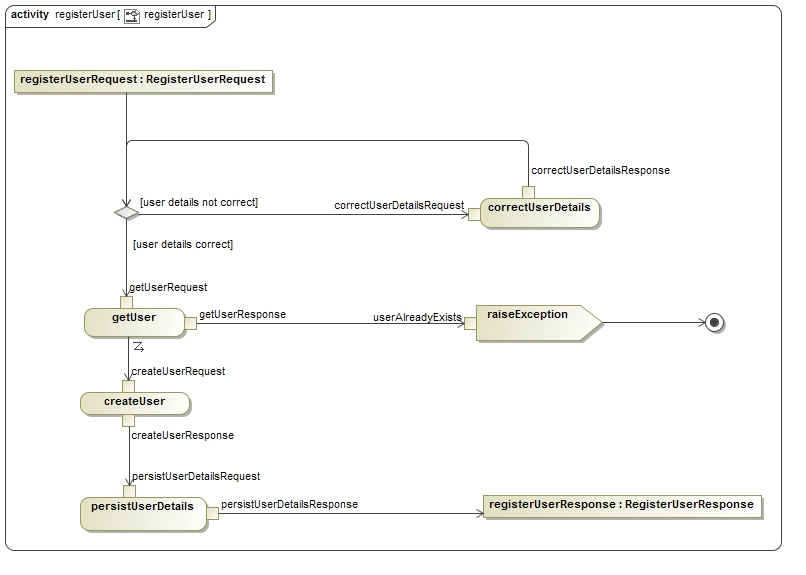 activity registerUser [ registerUser ]
registerUserRequest : RegisterUserRequest
correctUserDetailsResponse
[user details not correct]
correctUserDetailsRequest
correctUserDetails
[user details correct]
getUserRequest
getUser
getUserResponse
userAlreadyExists
raiseException
createUserRequest
createUser
createUserResponse
persistUserDetailsRequest
persistUserDetails
persistUserDetailsResponse
registerUserResponse : RegisterUserResponse